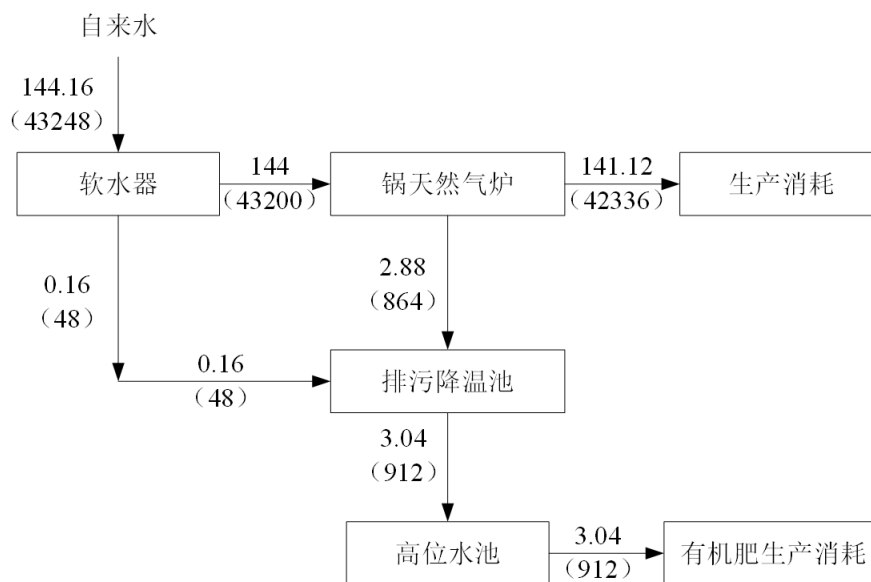 自来水
144.16
（43248）
软水器
144
（43200）
锅天然气炉
141.12
（42336）
生产消耗
0.16
（48）
2.88
（864）
0.16
（48）
排污降温池
3.04
（912）
高位水池
3.04
（912）
有机肥生产消耗